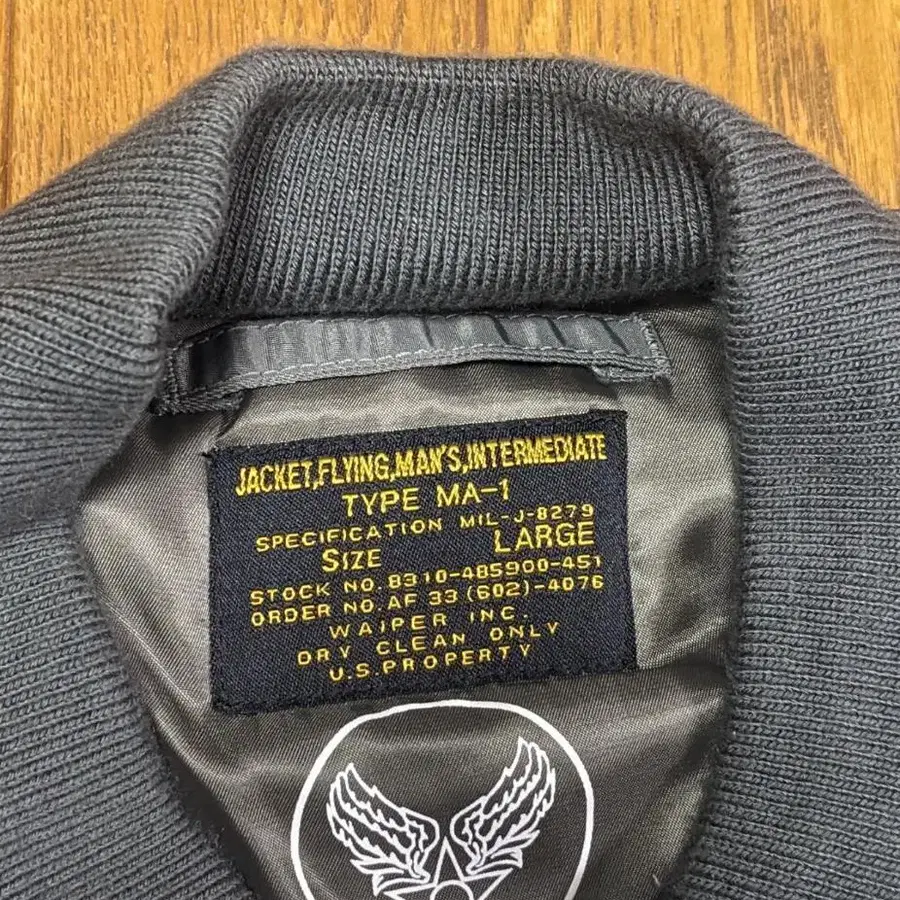 JACKET,FLYING,MAN'S,INTERMEDIATE
TYPE MA-1
SPECIFICATION MIL-J-8279
SIZE LARGE
STOCK NO.8310-485900-451
ORDER NO.AF 33(602)-4076
WAIPER INC.
DRY CLEAN ONLY
U.S.PROPERTY